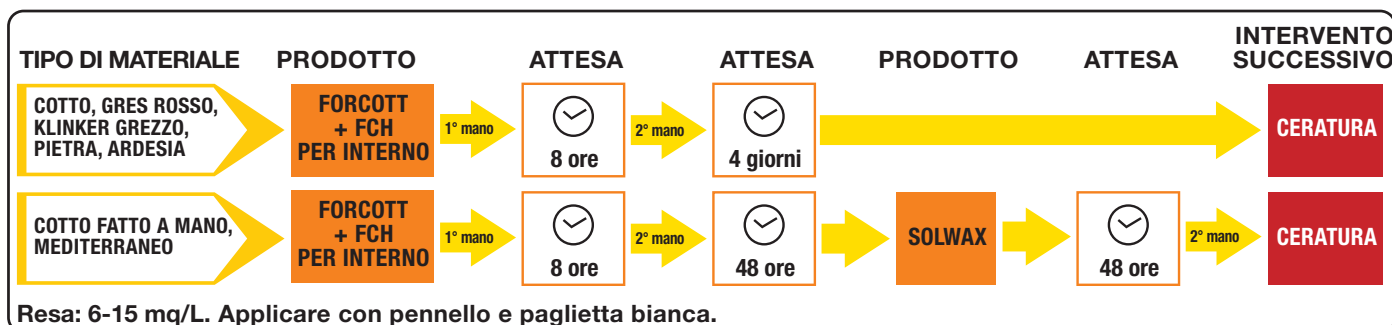 TIPO DI MATERIALE PRODOTTO ATTESA ATTESA PRODOTTO ATTESA INTERVENTO SUCCESSIVO
COTTO, GRES ROSSO,
KLINKER GREZZO,
PIETRA, ARDESIA
FORCOTT
+ FCH
PER INTERNO
1° mano
8 ore
2° mano
4 giorni
CERATURA
COTTO FATTO A MANO,
MEDITERRANEO
FORCOTT
+ FCH
PER INTERNO
1° mano
8 ore
2° mano
48 ore
SOLWAX
48 ore
2° mano
CERATURA
Resa: 6-15 mq/L. Applicare con pennello e paglietta bianca.